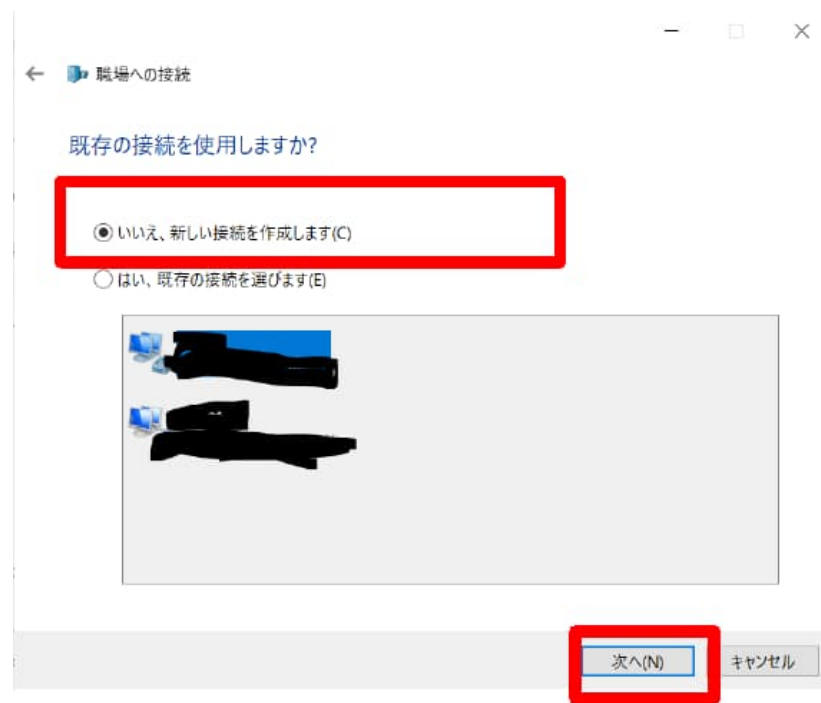 職場への接続
既存の接続を使用しますか?
いいえ、新しい接続を作成します(C)
はい、既存の接続を選びます(E)
次へ(N)
キャンセル